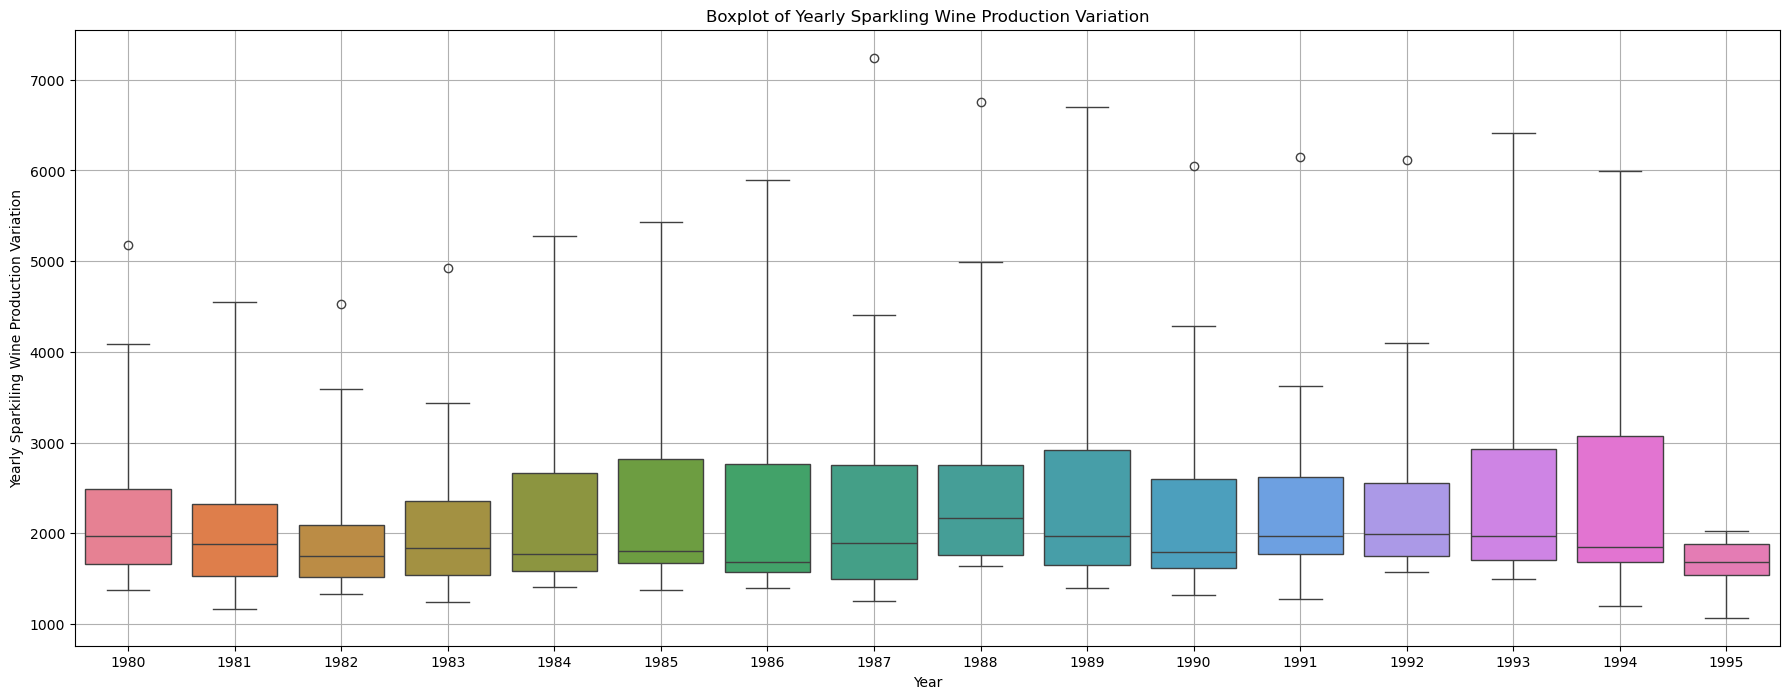 Boxplot of Yearly Sparkling Wine Production Variation
Yearly Sparkiling Wine Production Variation
7000
6000
5000
4000
3000
2000
1000
1980 1981 1982 1983 1984 1985 1986 1987 1988 1989 1990 1991 1992 1993 1994 1995
Year